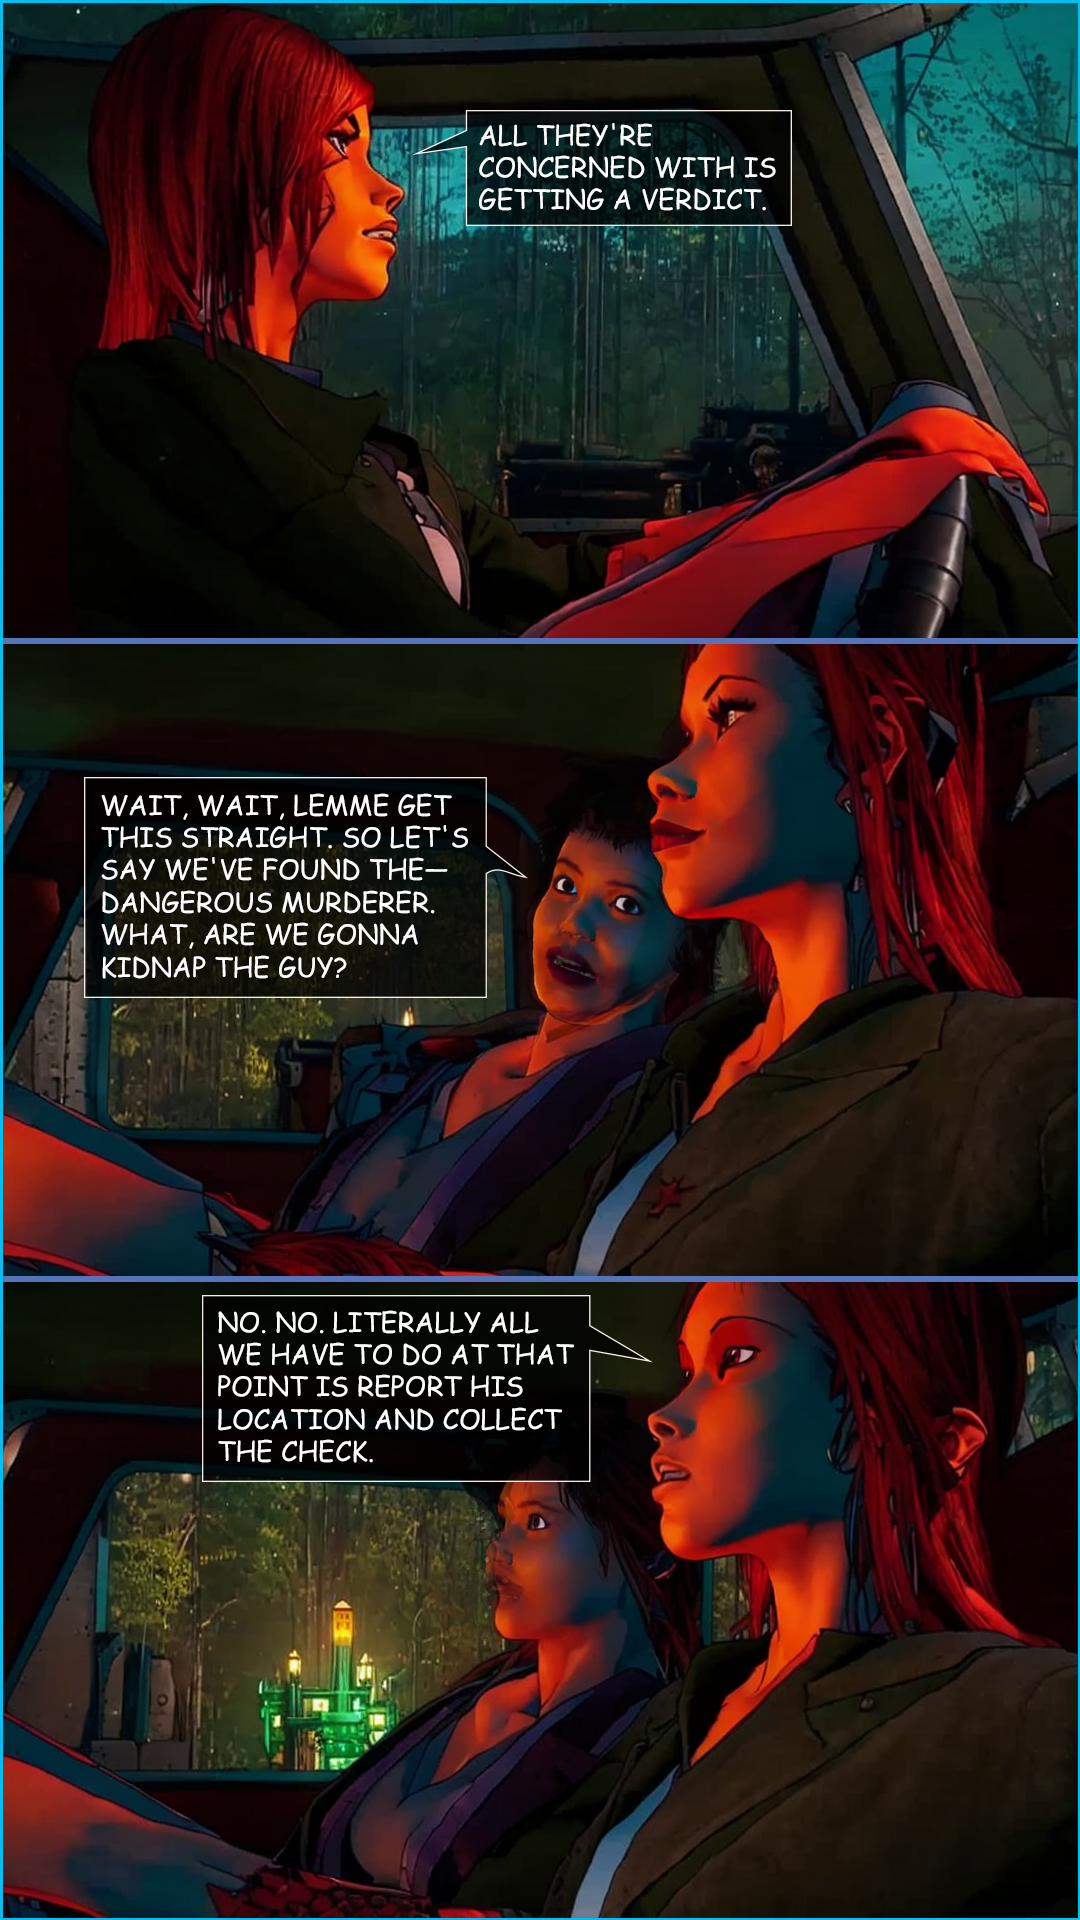 ALL THEY'RE
CONCERNED WITH IS
GETTING A VERDICT.
WAIT, WAIT, LEMME GET
THIS STRAIGHT. SO LET'S
SAY WE'VE FOUND THE—
DANGEROUS MURDERER.
WHAT, ARE WE GONNA
KIDNAP THE GUY?
NO. NO. LITERALLY ALL
WE HAVE TO DO AT THAT
POINT IS REPORT HIS
LOCATION AND COLLECT
THE CHECK.